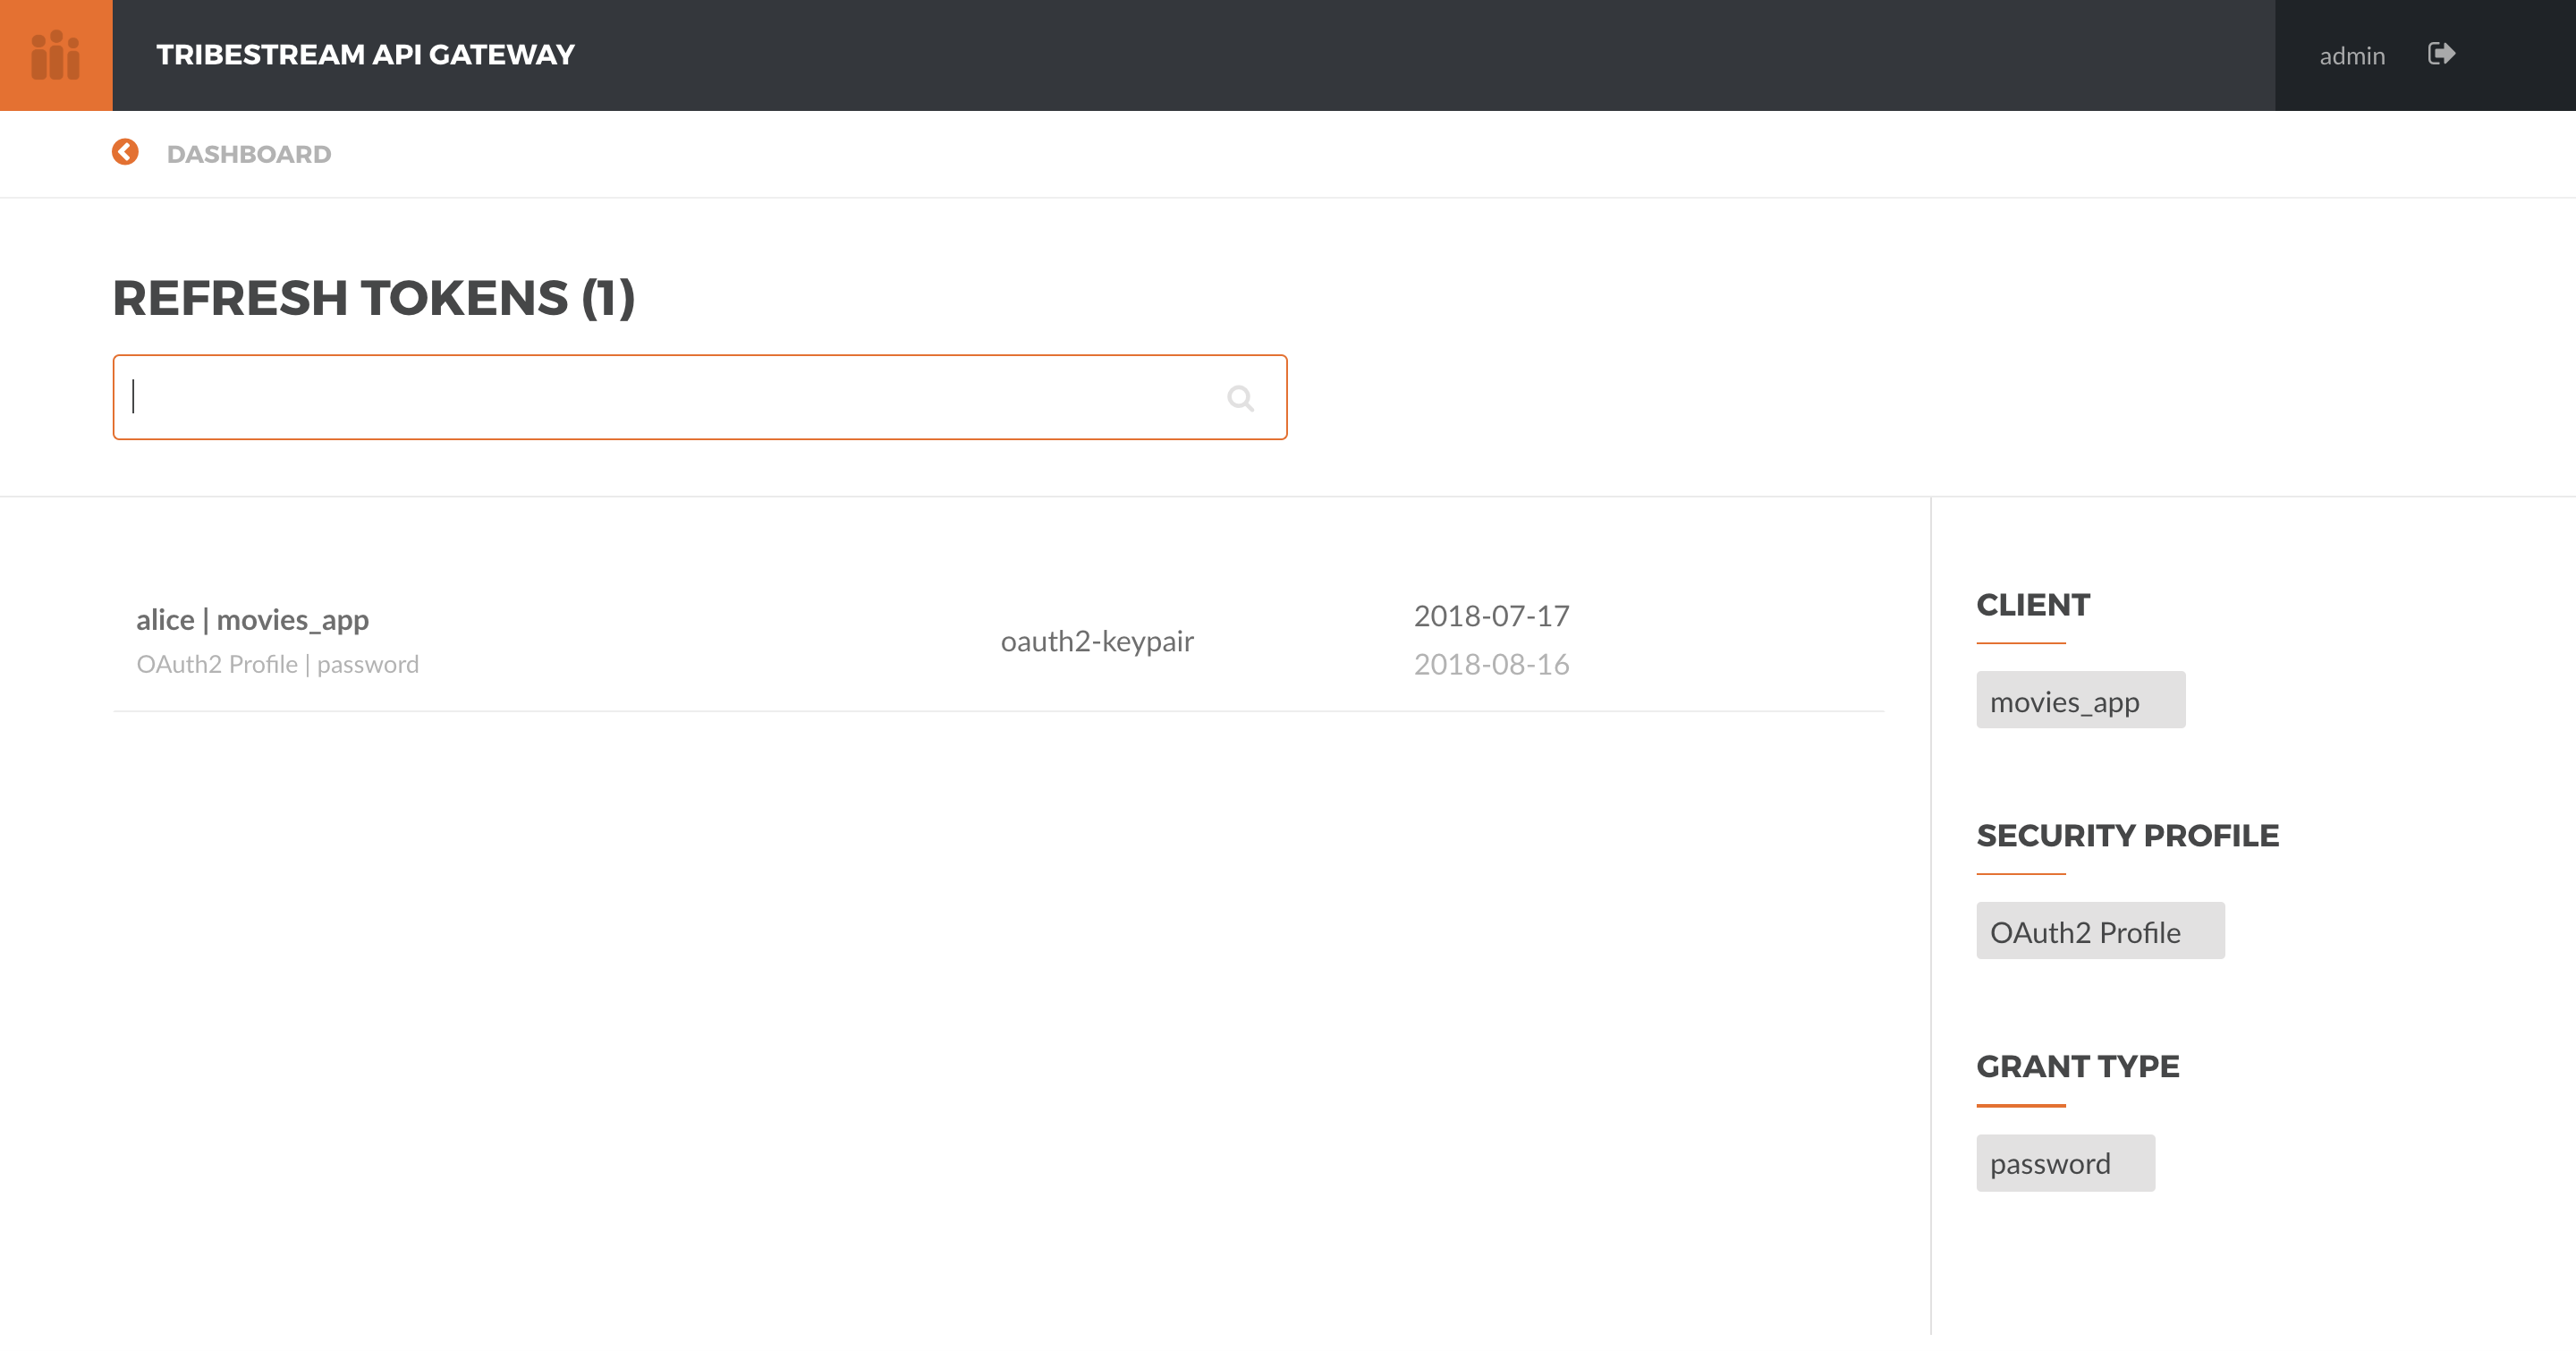 TRIBESTREAM API GATEWAY
admin
DASHBOARD
REFRESH TOKENS (1)
alice | movies_app
OAuth2 Profile | password
oauth2-keypair
2018-07-17
2018-08-16
CLIENT
movies_app
SECURITY PROFILE
OAuth2 Profile
GRANT TYPE
password